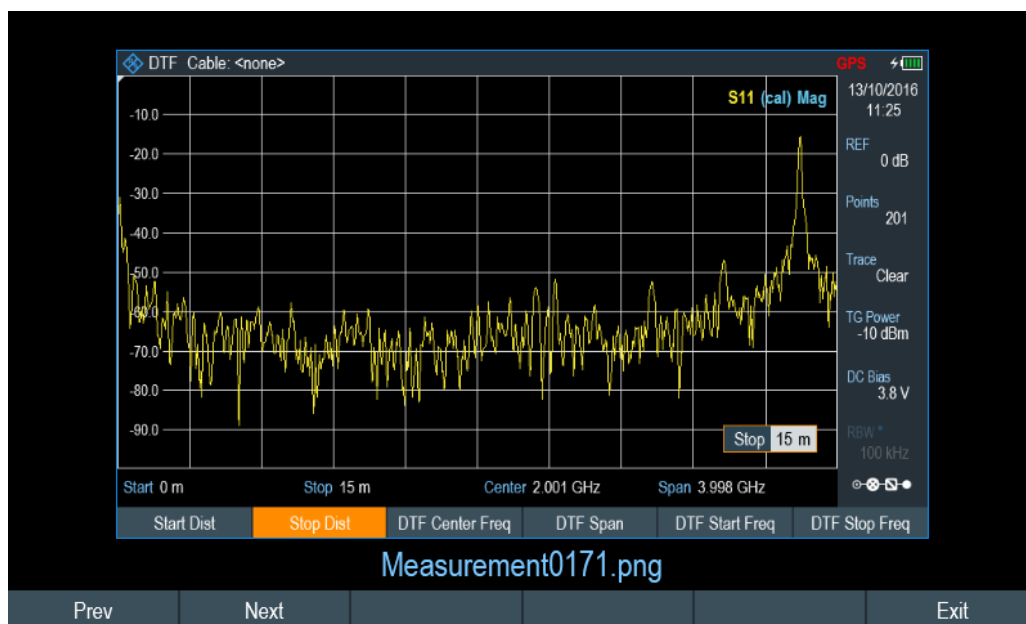 DTF Cable: <none> GPS
S11 (cal) Mag
13/10/2016
11:25
REF
0 dB
Points
201
Trace
Clear
TG Power
-10 dBm
DC Bias
3.8 V
RBW *
100 kHz
-10.0
-20.0
-30.0
-40.0
-50.0
-60.0
-70.0
-80.0
-90.0
Stop 15 m
Start 0 m Stop 15 m Center 2.001 GHz Span 3.998 GHz
Start Dist Stop Dist DTF Center Freq DTF Span DTF Start Freq DTF Stop Freq
Measurement0171.png
Prev Next Exit